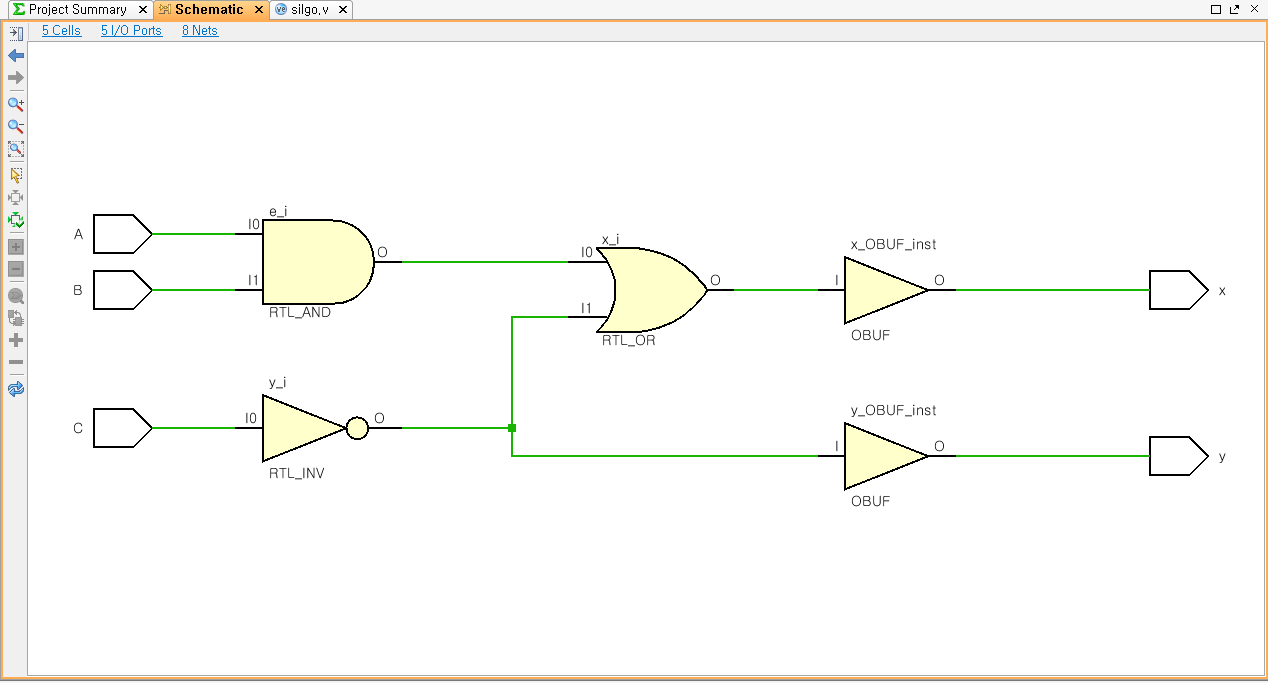 Project Summary
Schematic
silgo.v
5 Cells
5 I/O Ports
8 Nets
A
B
C
e_i
I0
I1
O
RTL_AND
y_i
I0
O
RTL_INV
x_i
I0
I1
O
RTL_OR
x_OBUF_inst
I
O
OBUF
y_OBUF_inst
I
O
OBUF
x
y